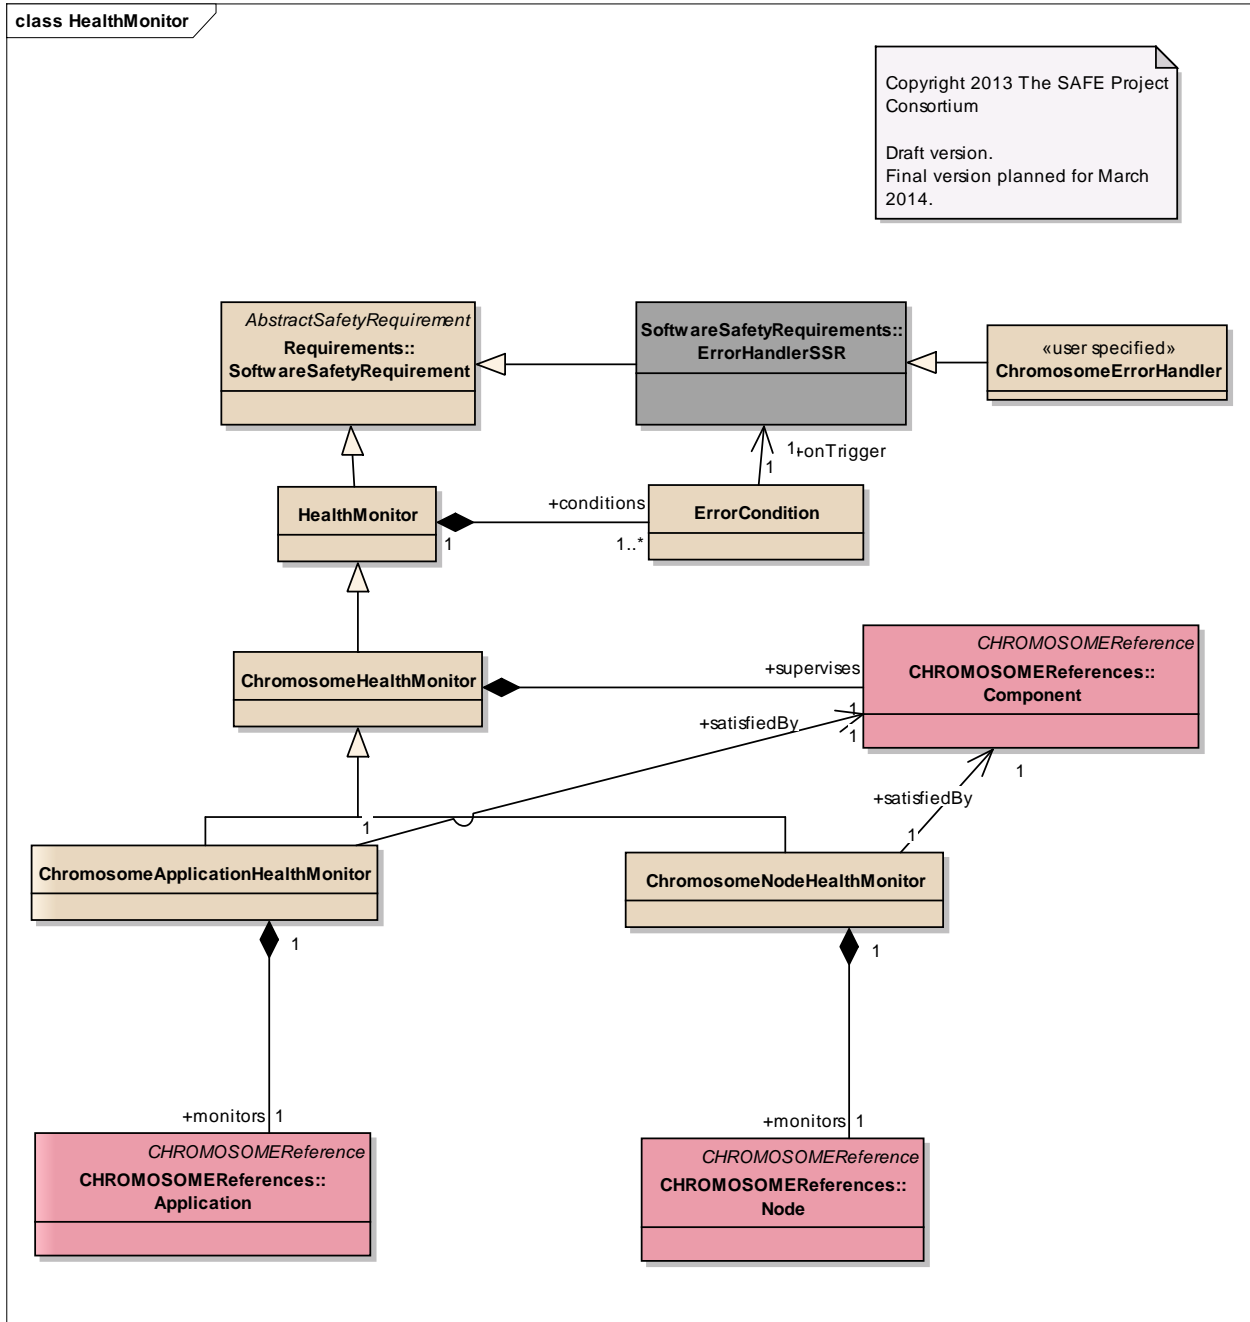 class HealthMonitor
Copyright 2013 The SAFE Project
Consortium
Draft version.
Final version planned for March
2014.
AbstractSafetyRequirement
Requirements::
SoftwareSafetyRequirement
SoftwareSafetyRequirements::
ErrorHandlerSSR
«user specified»
ChromosomeErrorHandler
1
+onTrigger
1
HealthMonitor
+conditions
1
1..*
ErrorCondition
CHROMOSOMEReference
CHROMOSOMEReferences::
Component
ChromosomeHealthMonitor
+supervises
1
+satisfiedBy
1
1
+satisfiedBy
1
1
ChromosomeApplicationHealthMonitor
ChromosomeNodeHealthMonitor
1
1
+monitors
1
+monitors
1
CHROMOSOMEReference
CHROMOSOMEReferences::
Application
CHROMOSOMEReference
CHROMOSOMEReferences::
Node